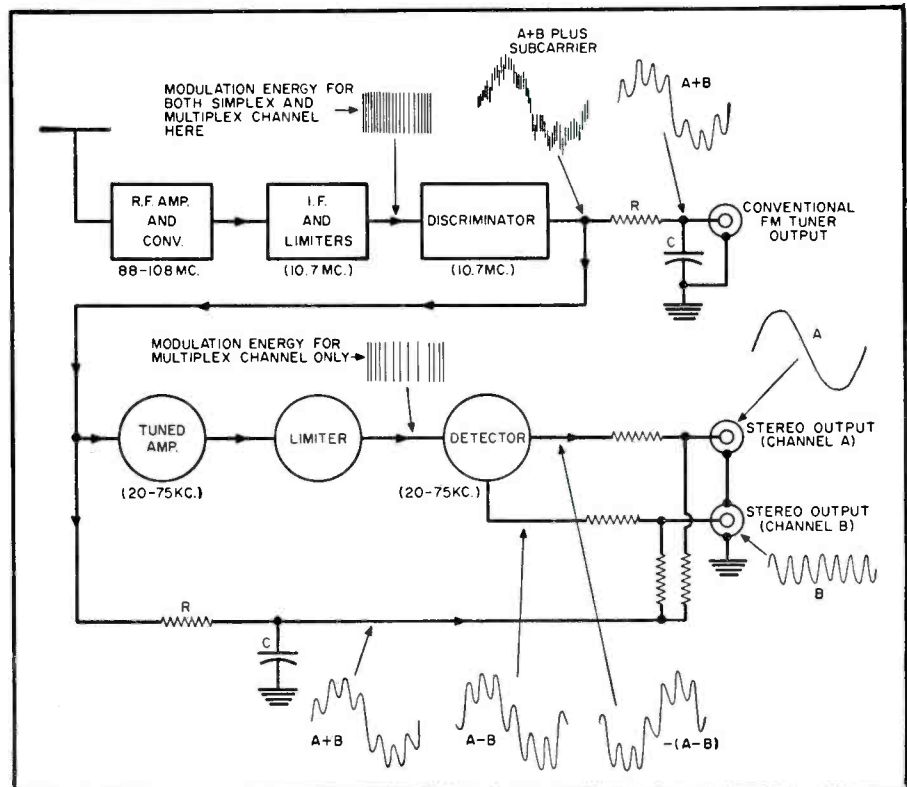 A+B PLUS
SUBCARRIER
MODULATION ENERGY FOR
BOTH SIMPLEX AND
MULTIPLEX CHANNEL
HERE
A+B
R.F. AMP.
AND
CONV.
88-108 MC.
I.F.
AND
LIMITERS
(10.7 MC.)
DISCRIMINATOR
(10.7MC.)
R
C
CONVENTIONAL
FM TUNER
OUTPUT
MODULATION ENERGY FOR
MULTIPLEX CHANNEL ONLY
A
TUNED
AMP.
(20-75KC.)
LIMITER
DETECTOR
(20-75KC.)
STEREO OUTPUT
(CHANNEL A)
STEREO OUTPUT
(CHANNEL B)
B
R
C
A+B
A-B
-(A-B)